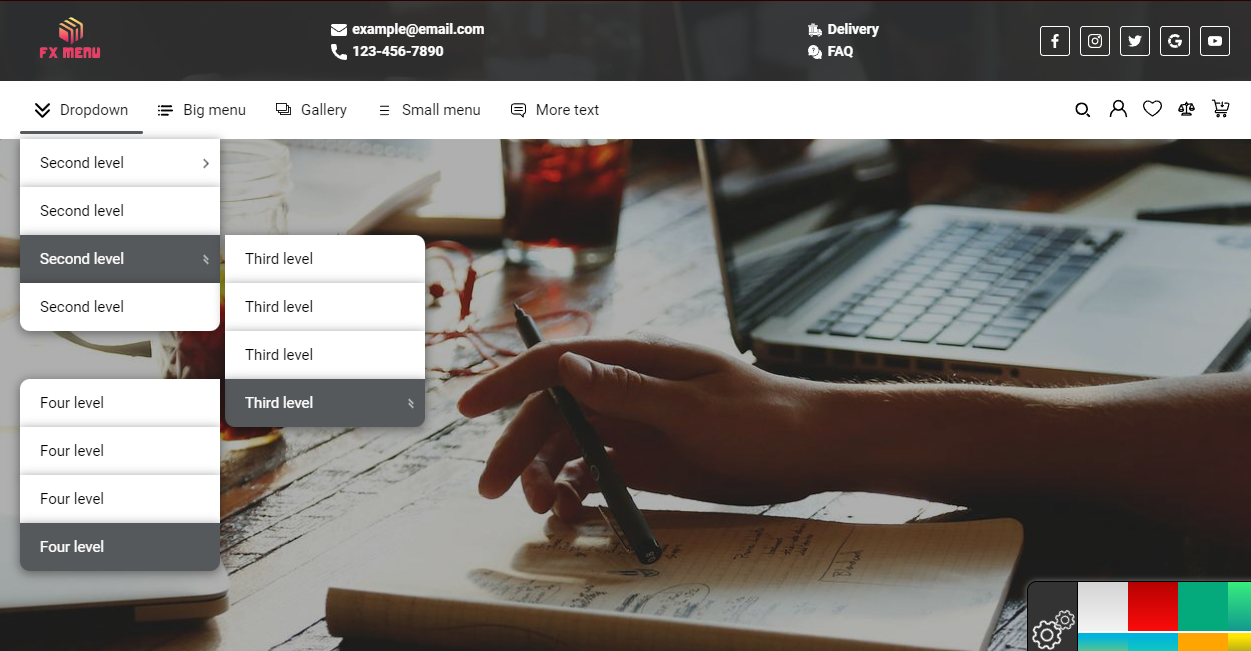 FX MENU
example@email.com
123-456-7890
Delivery
FAQ
Dropdown
Big menu
Gallery
Small menu
More text
Second level
Second level
Second level
Second level
Third level
Third level
Third level
Third level
Four level
Four level
Four level
Four level